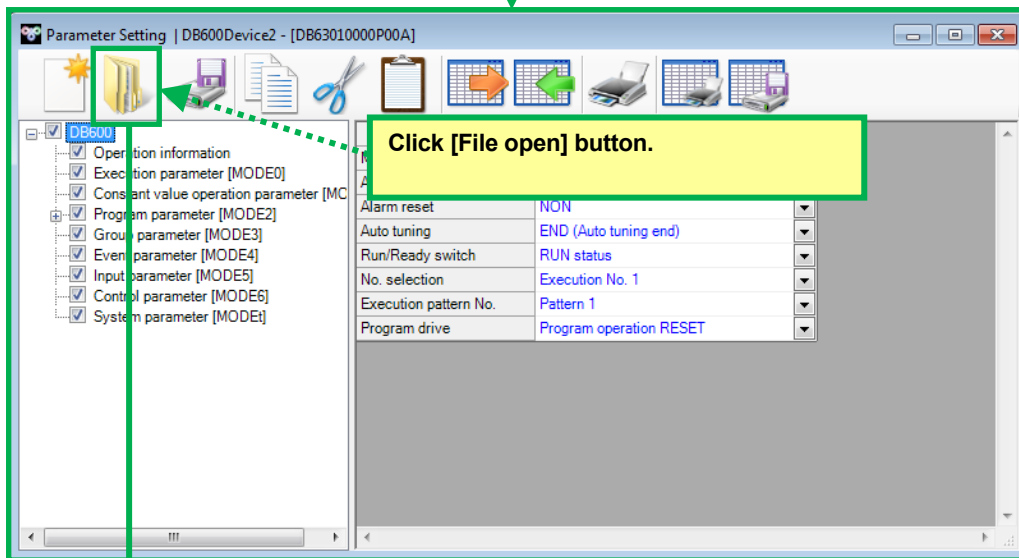 Parameter Setting | DB600Device2 - [DB63010000P00A]
Click [File open] button.
DB600
Operation information
Execution parameter [MODE0]
Constant value operation parameter [MC
Program parameter [MODE2]
Group parameter [MODE3]
Event parameter [MODE4]
Input parameter [MODE5]
Control parameter [MODE6]
System parameter [MODEt]
Alarm reset NON
Auto tuning END (Auto tuning end)
Run/Ready switch RUN status
No. selection Execution No. 1
Execution pattern No. Pattern 1
Program drive Program operation RESET